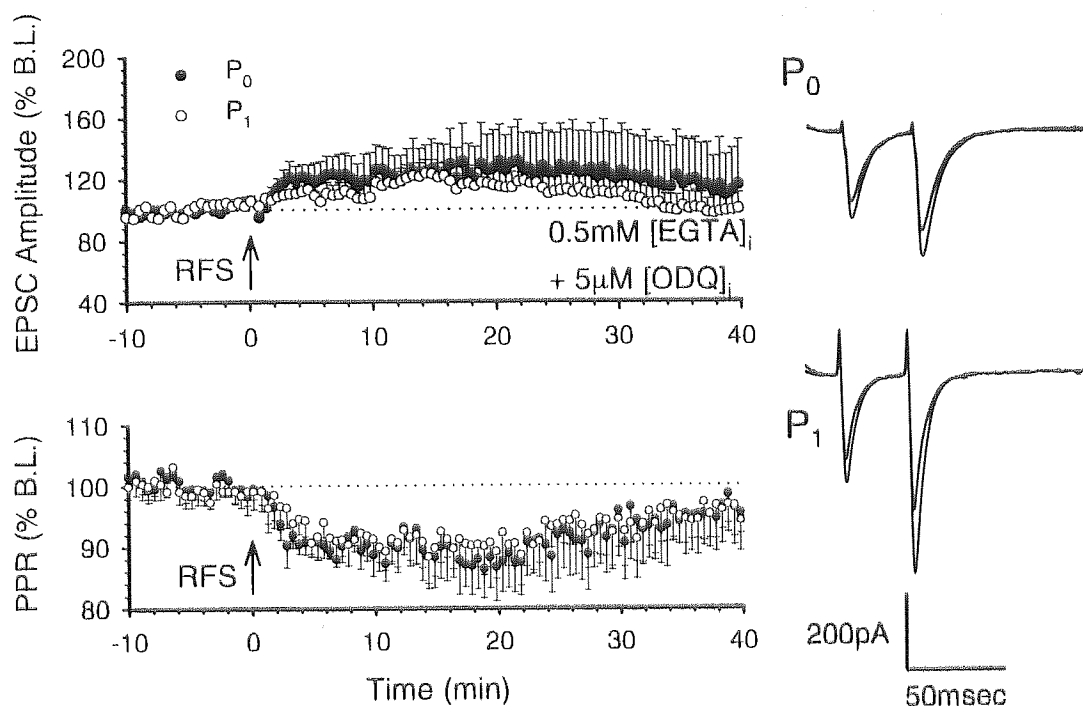 EPSC Amplitude (% B.L.)
200
160
120
80
40
P0
P1
RFS
0.5mM [EGTA]i
+ 5µM [ODQ]i
-10
0
10
20
30
40
PPR (% B.L.)
110
100
90
80
RFS
-10
0
10
20
30
40
Time (min)
P0
P1
200pA
50msec